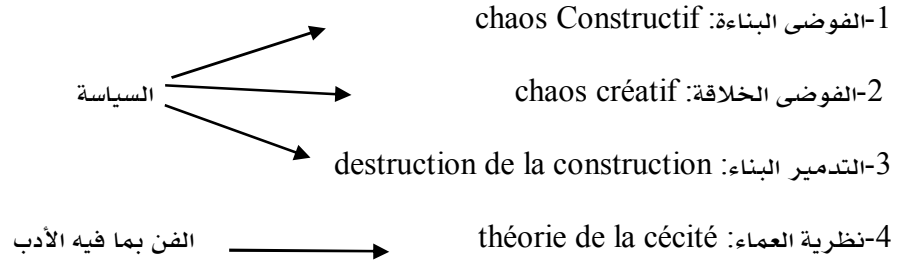 1-الفوضى البناءة: chaos Constructif
السياسة
2-الفوضى الخلاقة: chaos créatif
3-التدمير البناء: destruction de la construction
4-نظرية العماء: théorie de la cécité
الفن بما فيه الأدب